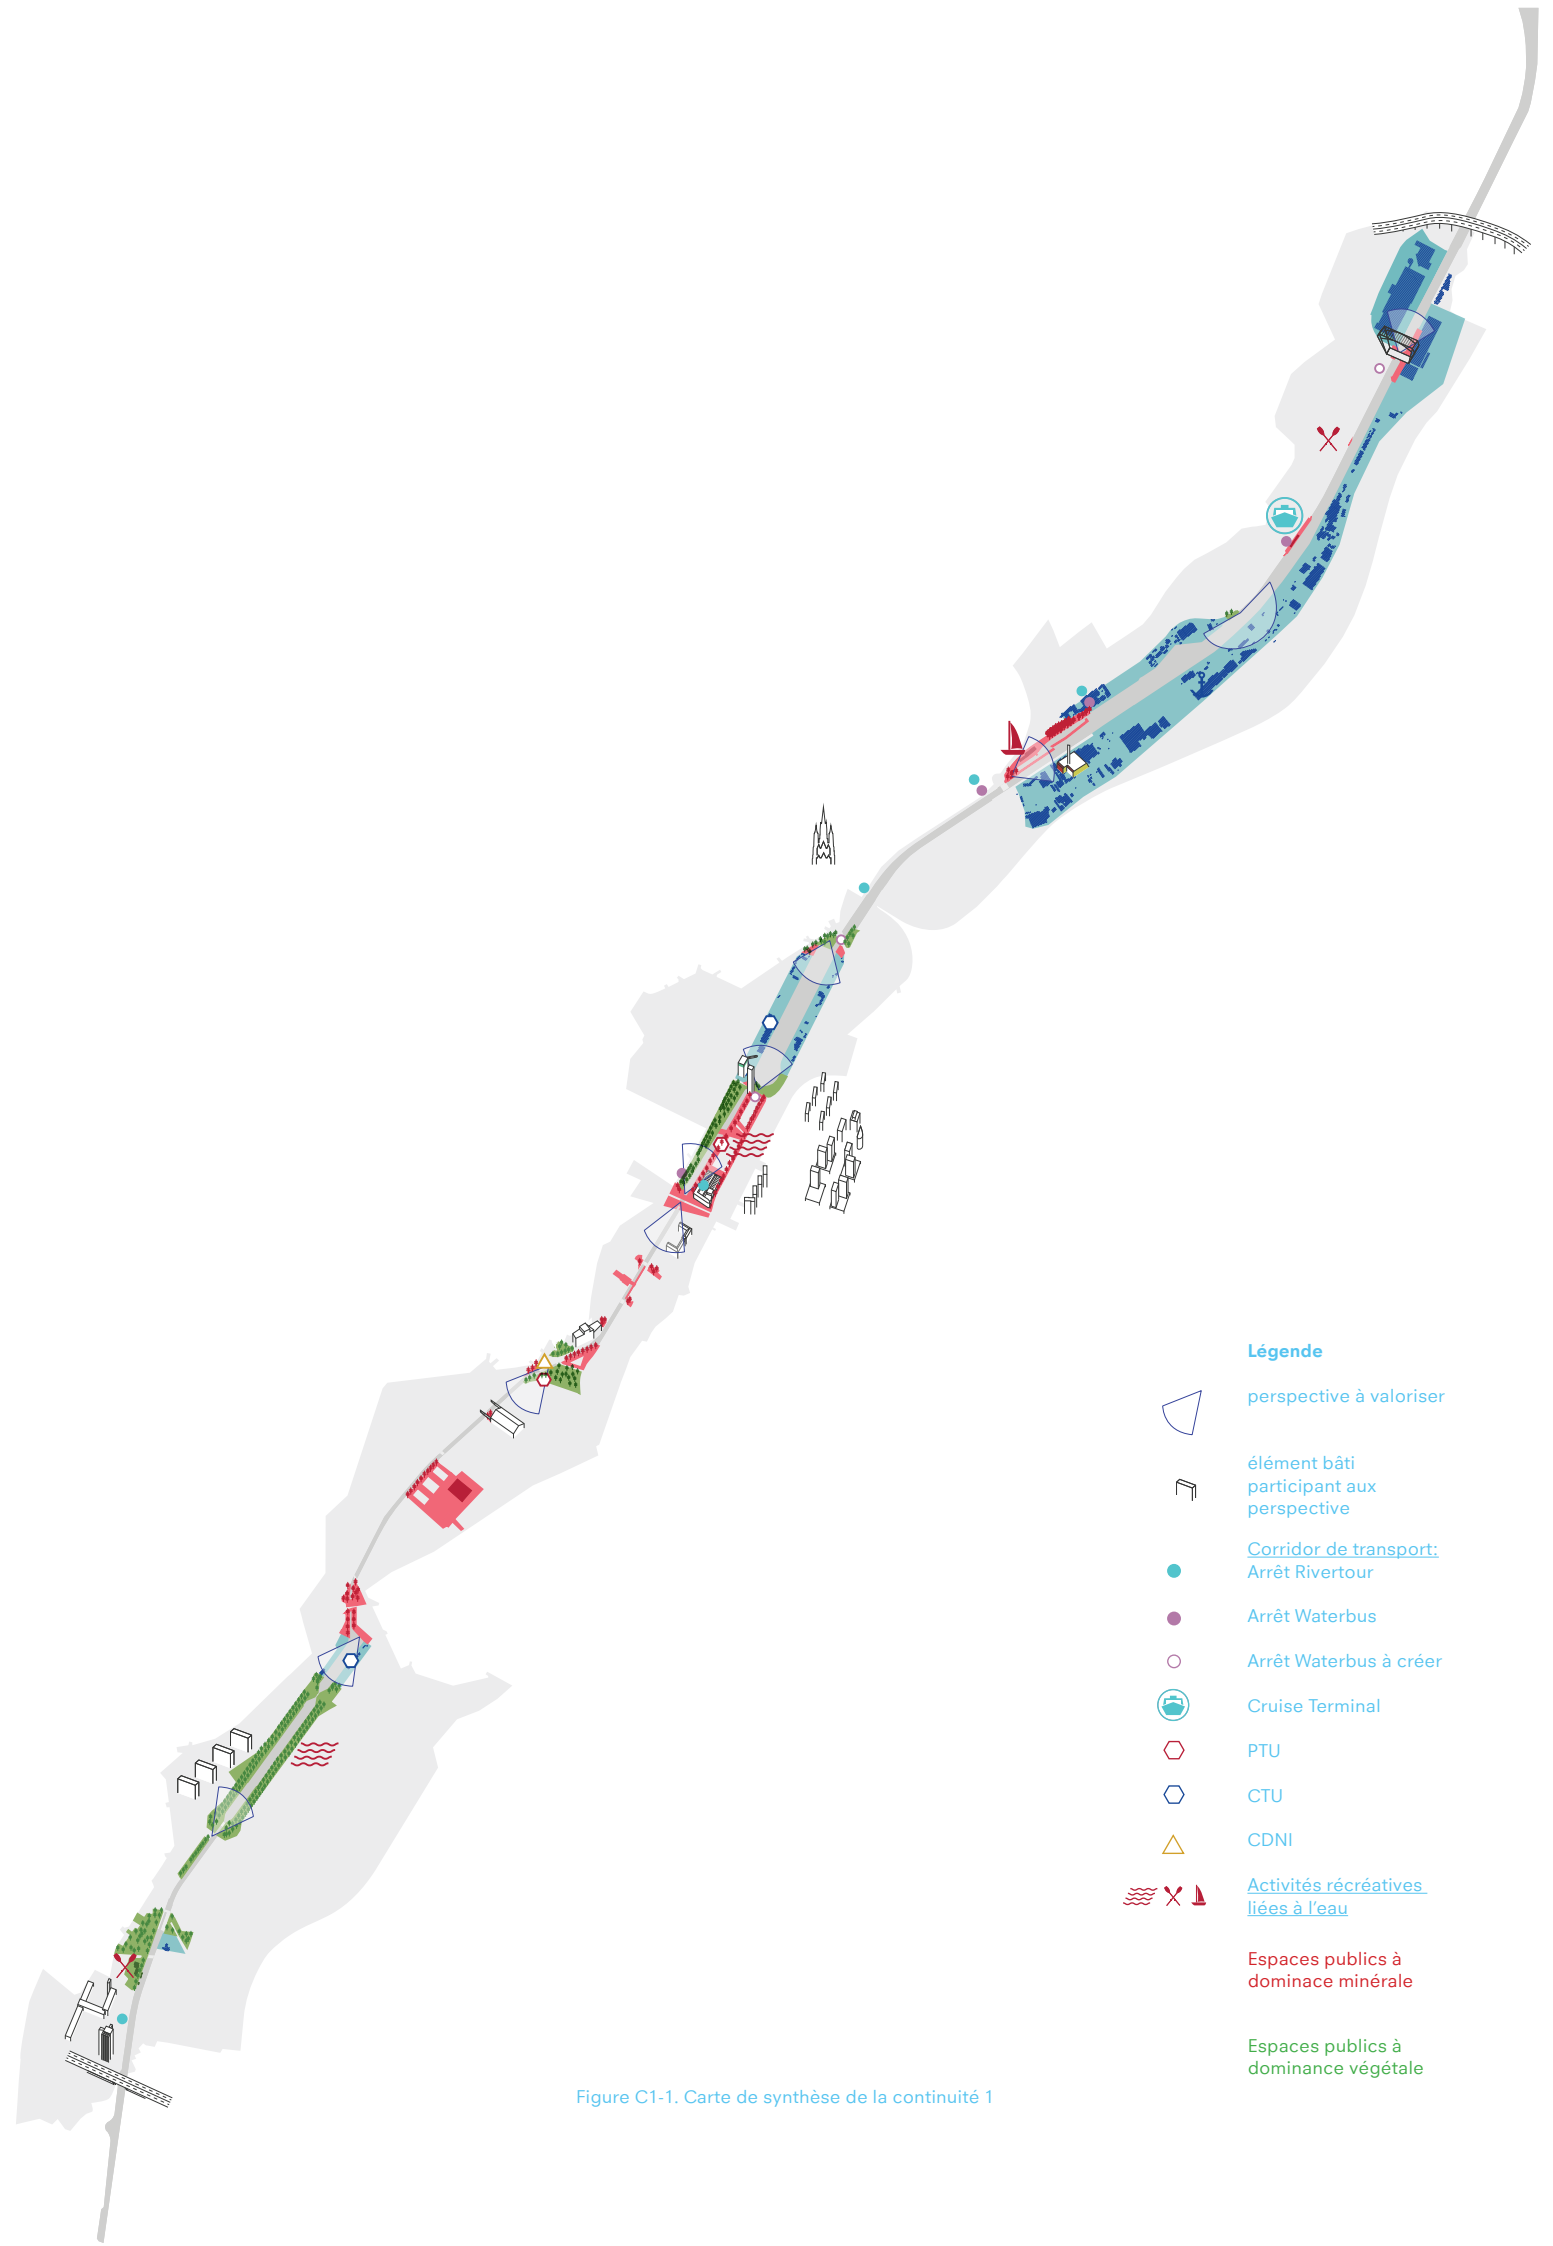 Légende
perspective à valoriser
élément bâti
participant aux
perspective
Corridor de transport:
Arrêt Rivertour
Arrêt Waterbus
Arrêt Waterbus à créer
Cruise Terminal
PTU
CTU
CDNI
Activités récréatives
liées à l'eau
Espaces publics à
dominace minérale
Espaces publics à
dominance végétale
Figure C1-1. Carte de synthèse de la continuité 1